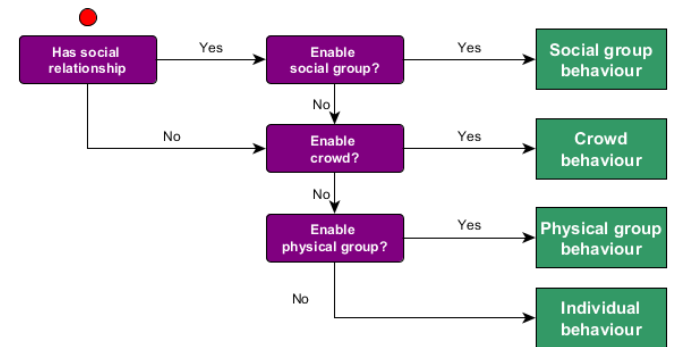 Has social
relationship
Yes
Enable
social group?
Yes
Social group
behaviour
No
No
Enable
crowd?
Yes
Crowd
behaviour
No
Enable
physical group?
Yes
Physical group
behaviour
No
Individual
behaviour